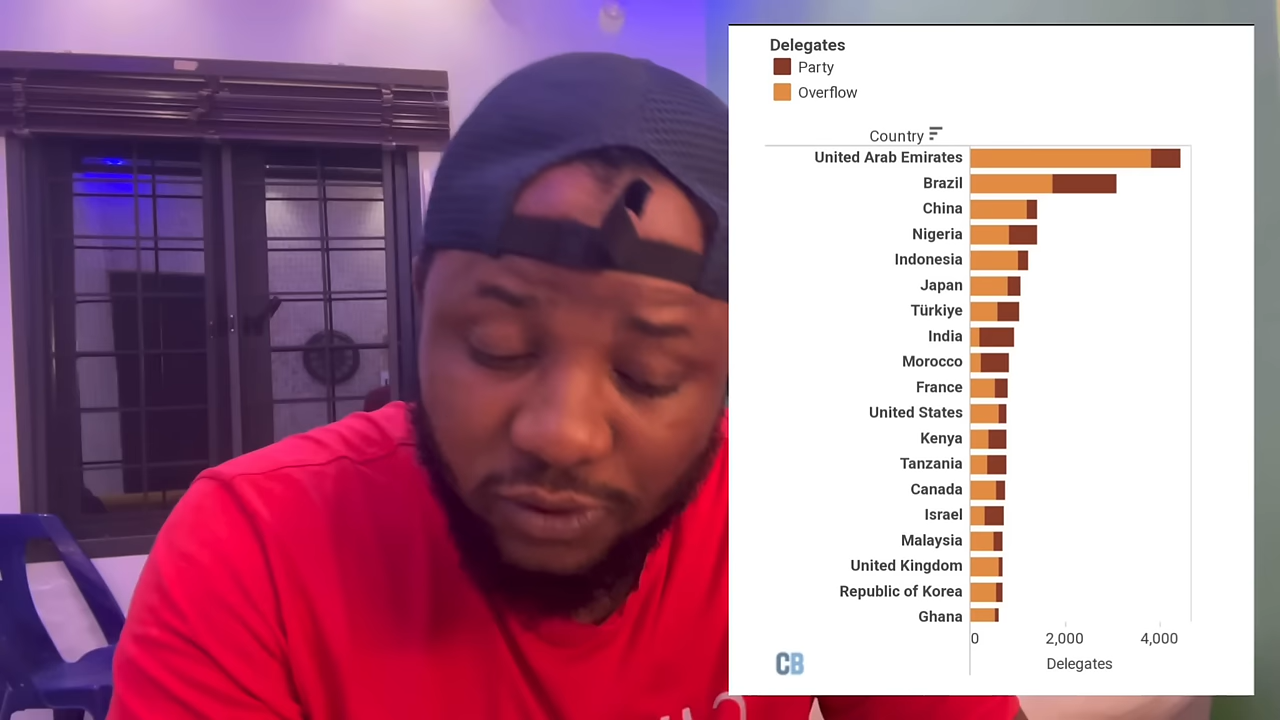 Delegates
Party
Overflow
Country
United Arab Emirates
Brazil
China
Nigeria
Indonesia
Japan
Türkiye
India
Morocco
France
United States
Kenya
Tanzania
Canada
Israel
Malaysia
United Kingdom
Republic of Korea
Ghana
0 2,000 4,000
Delegates
CB